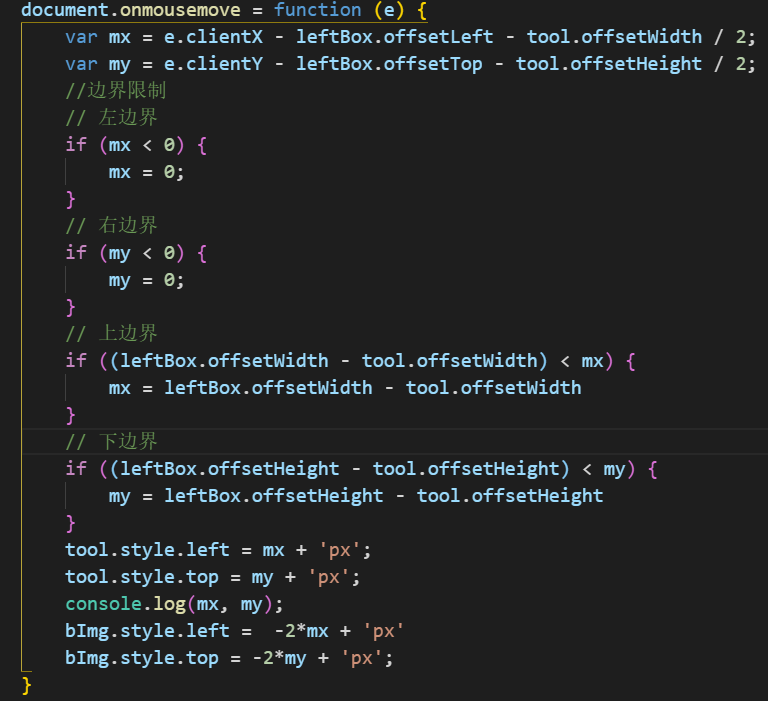 document.onmousemove = function (e) {
var mx = e.clientX - leftBox.offsetLeft - tool.offsetWidth / 2;
var my = e.clientY - leftBox.offsetTop - tool.offsetHeight / 2;
//边界限制
// 左边界
if (mx < 0) {
mx = 0;
}
// 右边界
if (my < 0) {
my = 0;
}
// 上边界
if ((leftBox.offsetWidth - tool.offsetWidth) < mx) {
mx = leftBox.offsetWidth - tool.offsetWidth
}
// 下边界
if ((leftBox.offsetHeight - tool.offsetHeight) < my) {
my = leftBox.offsetHeight - tool.offsetHeight
}
tool.style.left = mx + 'px';
tool.style.top = my + 'px';
console.log(mx, my);
bImg.style.left =  -2*mx + 'px'
bImg.style.top = -2*my + 'px';
}